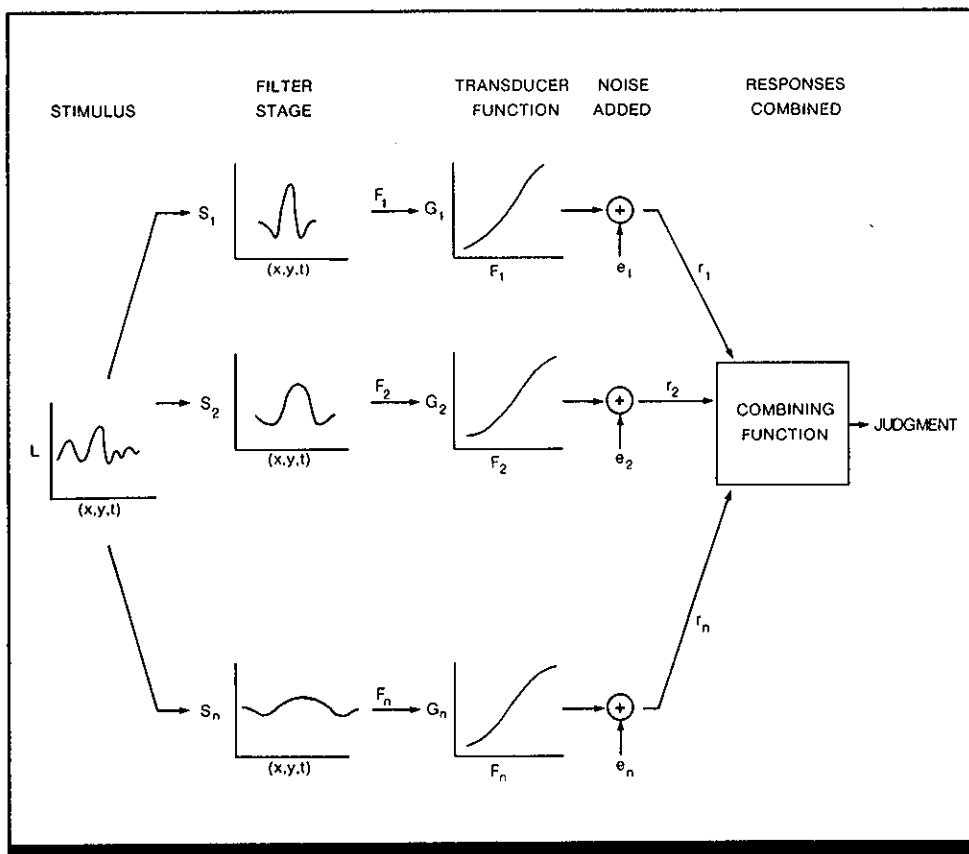 STIMULUS
FILTER
STAGE
TRANSDUCER
FUNCTION
NOISE
ADDED
RESPONSES
COMBINED
S1
(x,y,t)
F1
G1
F1
e1
r1
S2
(x,y,t)
F2
G2
F2
e2
r2
L
(x,y,t)
COMBINING
FUNCTION
JUDGMENT
Sn
(x,y,t)
Fn
Gn
Fn
en
rn